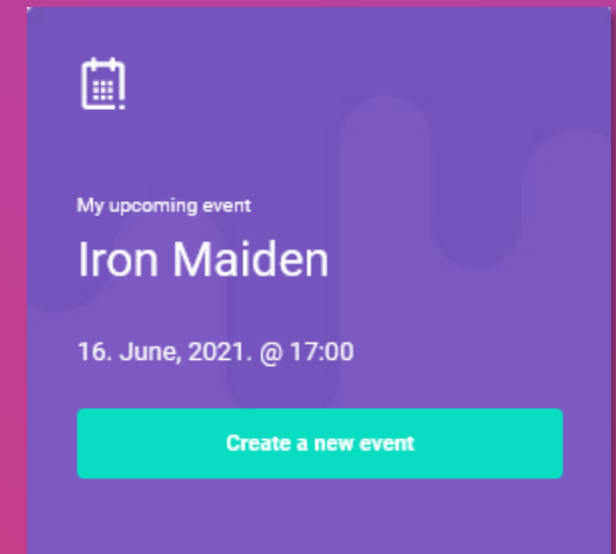 My upcoming event
Iron Maiden
16. June, 2021. @ 17:00
Create a new event